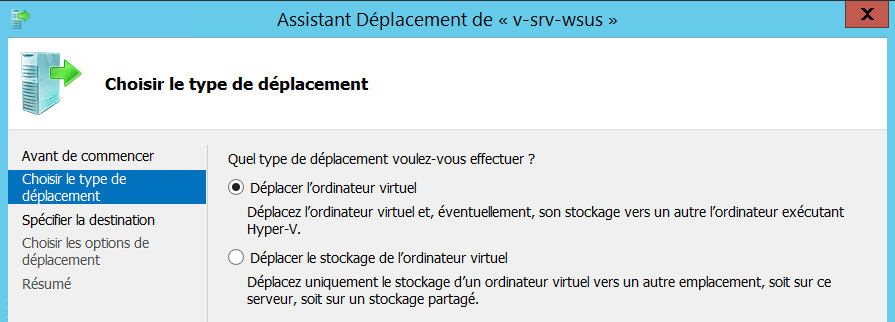 Assistant Déplacement de « v-srv-wsus »
X
Choisir le type de déplacement
Avant de commencer
Choisir le type de
déplacement
Spécifier la destination
Choisir les options de
déplacement
Résumé
Quel type de déplacement voulez-vous effectuer ?
Déplacer l’ordinateur virtuel
Déplacez l’ordinateur virtuel et, éventuellement, son stockage vers un autre l’ordinateur exécutant
Hyper-V.
Déplacer le stockage de l’ordinateur virtuel
Déplacez uniquement le stockage d’un ordinateur virtuel vers un autre emplacement, soit sur ce
serveur, soit sur un stockage partagé.